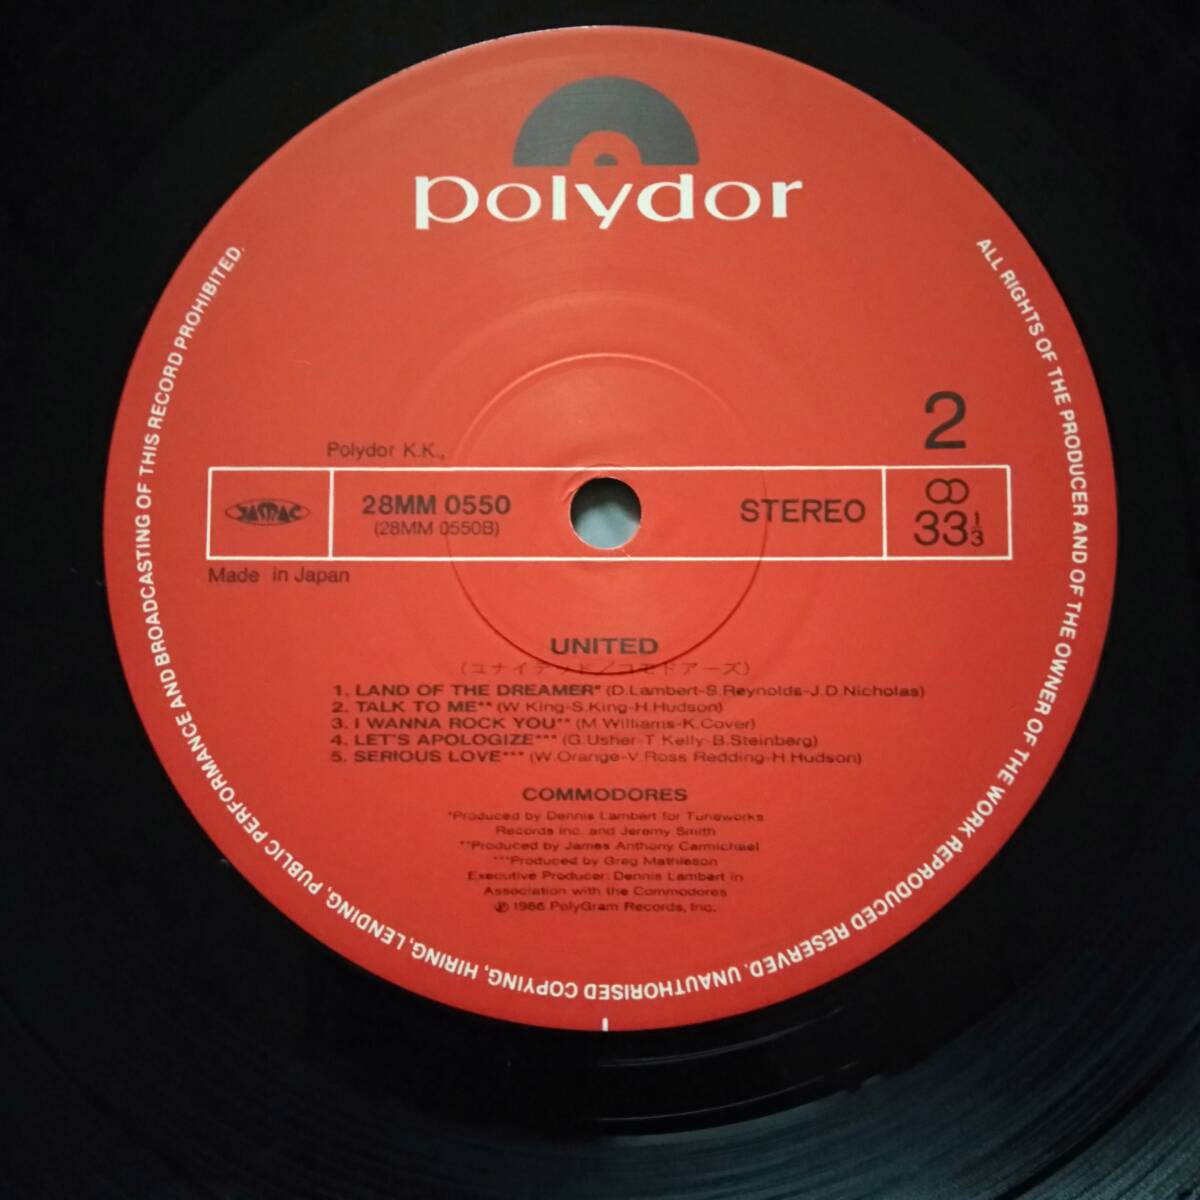 polydor
ALL RIGHTS OF THE PRODUCER AND OF THE OWNER OF THE WORK REPRODUCED RESERVED. UNAUTHORISED COPYING, HIRING, LENDING, PUBLIC PERFORMANCE AND BROADCASTING OF THIS RECORD PROHIBITED.
2
Polydor K.K.,
JASRAC
28MM 0550
(28MM 0550B)
STEREO
33 1/3
Made in Japan
UNITED
(ユナイテッド/コモドアーズ)
1. LAND OF THE DREAMER* (D.Lambert-S.Reynolds-J.D.Nicholas)
2. TALK TO ME** (W.King-S.King-H.Hudson)
3. I WANNA ROCK YOU** (M.Williams-K.Cover)
4. LET'S APOLOGIZE*** (G.Usher-T.Kelly-B.Steinberg)
5. SERIOUS LOVE*** (W.Orange-V.Ross Redding-H.Hudson)
COMMODORES
*Produced by Dennis Lambert for Tuneworks
Records Inc. and Jeremy Smith
**Produced by James Anthony Carmichael
***Produced by Greg Mathieson
Executive Producer: Dennis Lambert in
Association with the Commodores
℗ 1986 PolyGram Records, Inc.